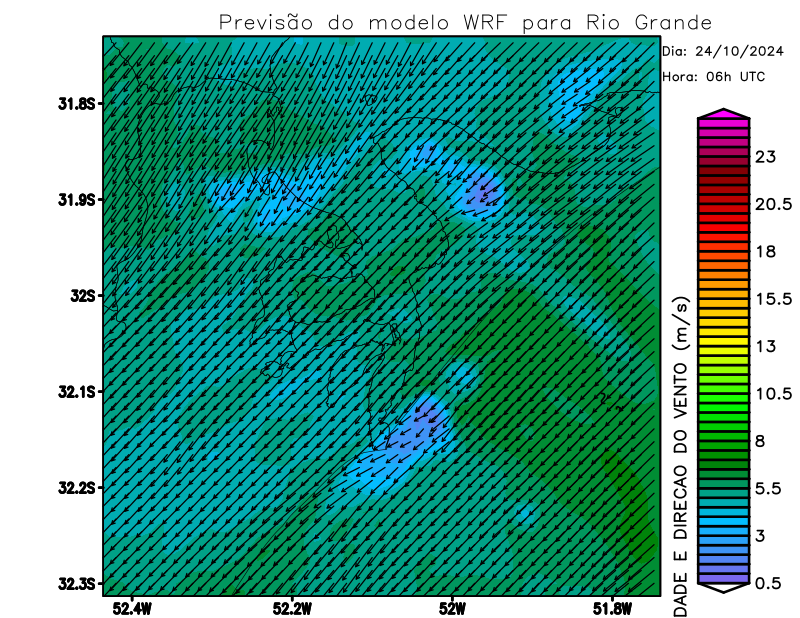 Previsão do modelo WRF para Rio Grande
Dia: 24/10/2024
Hora: 06h UTC
31.8S
31.9S
32S
32.1S
32.2S
32.3S
52.4W
52.2W
52W
51.8W
DADE E DIRECAO DO VENTO (m/s)
23
20.5
18
15.5
13
10.5
8
5.5
3
0.5